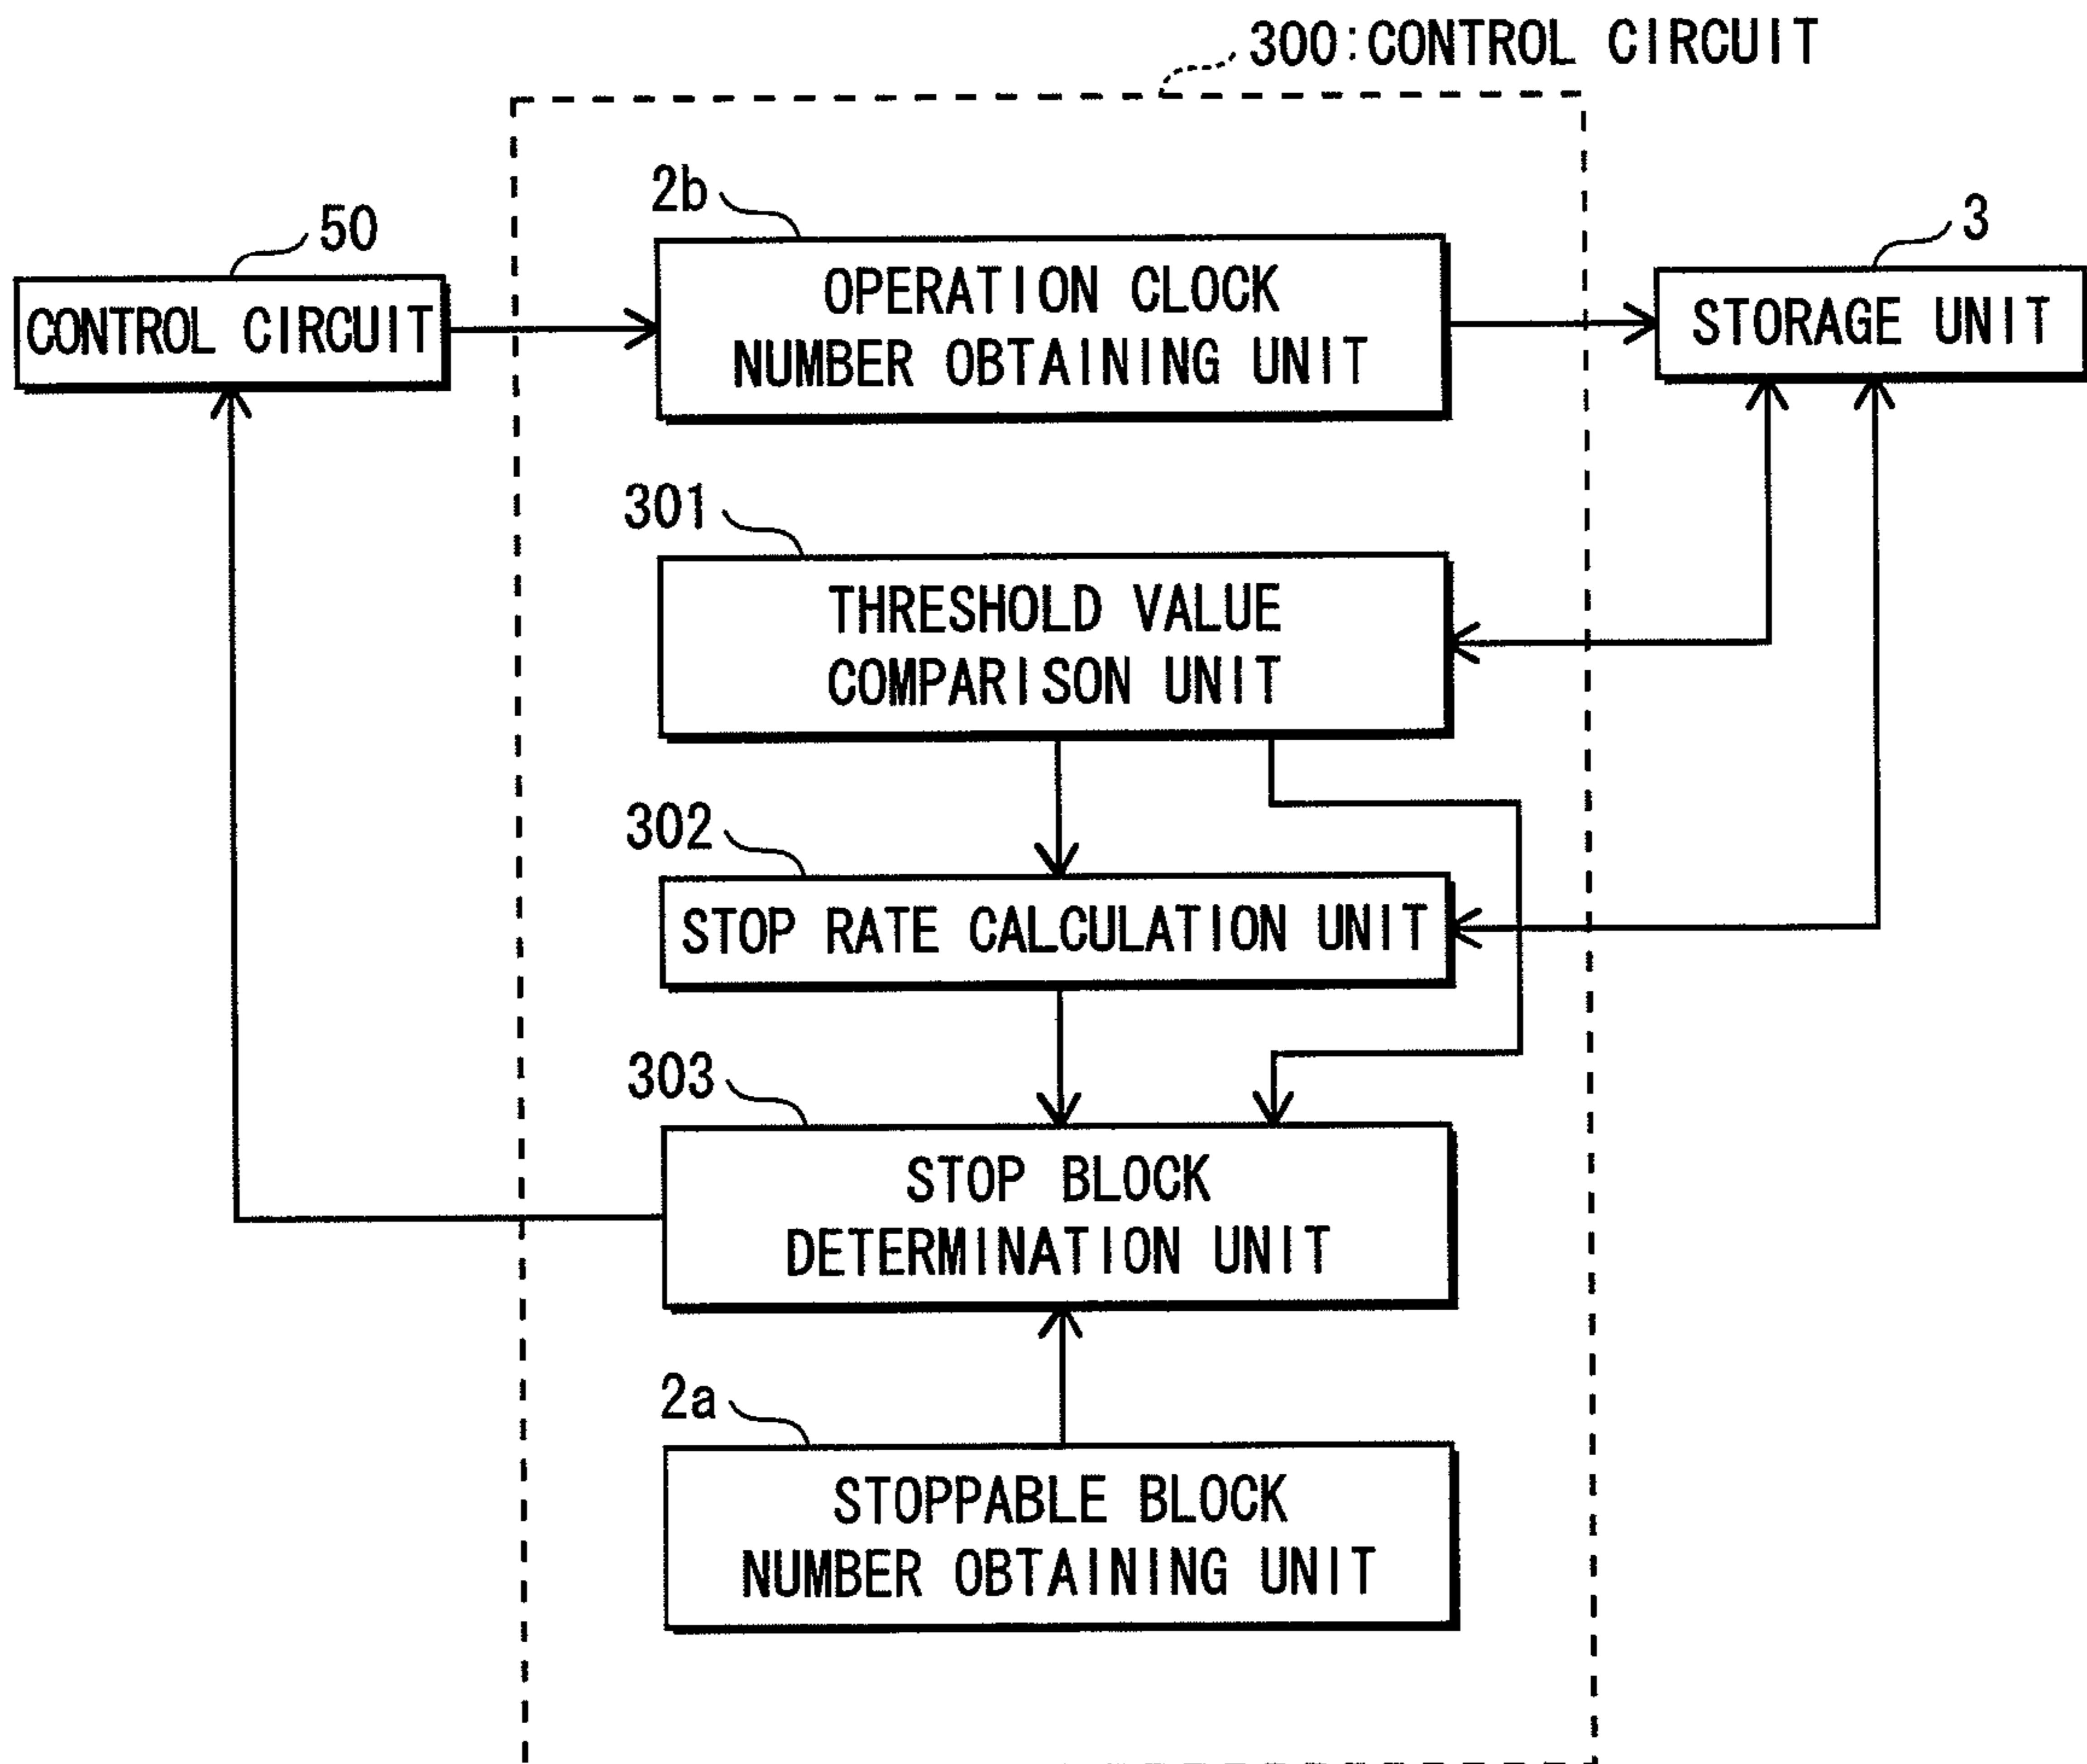 300:CONTROL CIRCUIT
2b
50
3
CONTROL CIRCUIT
OPERATION CLOCK
NUMBER OBTAINING UNIT
STORAGE UNIT
301
THRESHOLD VALUE
COMPARISON UNIT
302
STOP RATE CALCULATION UNIT
303
STOP BLOCK
DETERMINATION UNIT
2a
STOPPABLE BLOCK
NUMBER OBTAINING UNIT